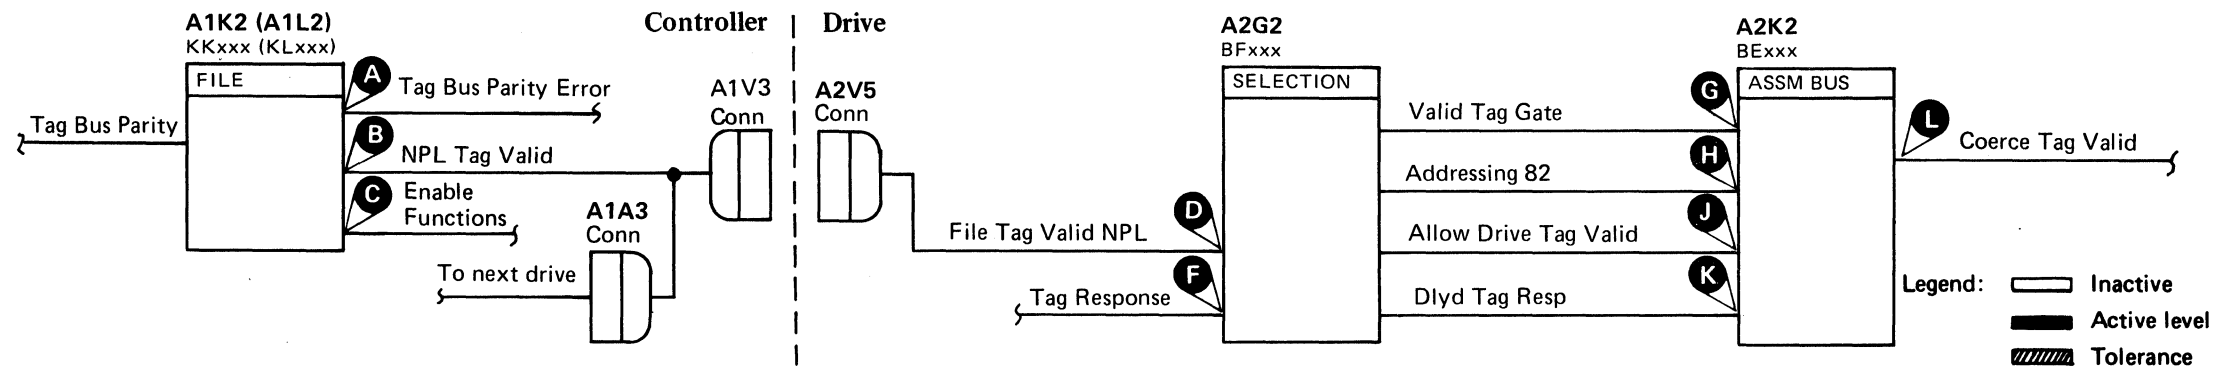 Controller
Drive
A1K2 (A1L2)
KKxxx (KLxxx)
FILE
Tag Bus Parity
A
Tag Bus Parity Error
B
NPL Tag Valid
C
Enable
Functions
A1A3
Conn
To next drive
A1V3
Conn
A2V5
Conn
D
File Tag Valid NPL
F
Tag Response
A2G2
BFxxx
SELECTION
Valid Tag Gate
G
Addressing 82
H
Allow Drive Tag Valid
J
Dlyd Tag Resp
K
A2K2
BExxx
ASSM BUS
L
Coerce Tag Valid
Legend:
Inactive
Active level
Tolerance